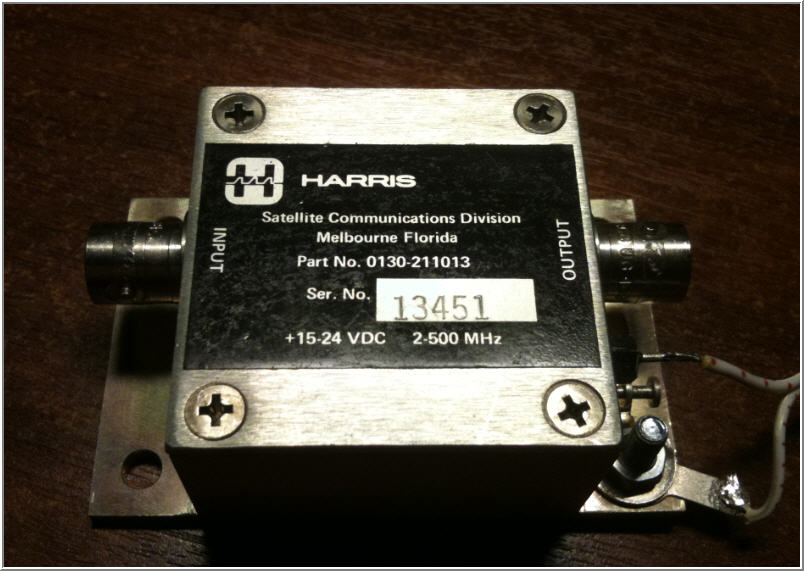 HARRIS
Satellite Communications Division
Melbourne Florida
INPUT
OUTPUT
Part No. 0130-211013
Ser. No. 13451
+15-24 VDC 2-500 MHz